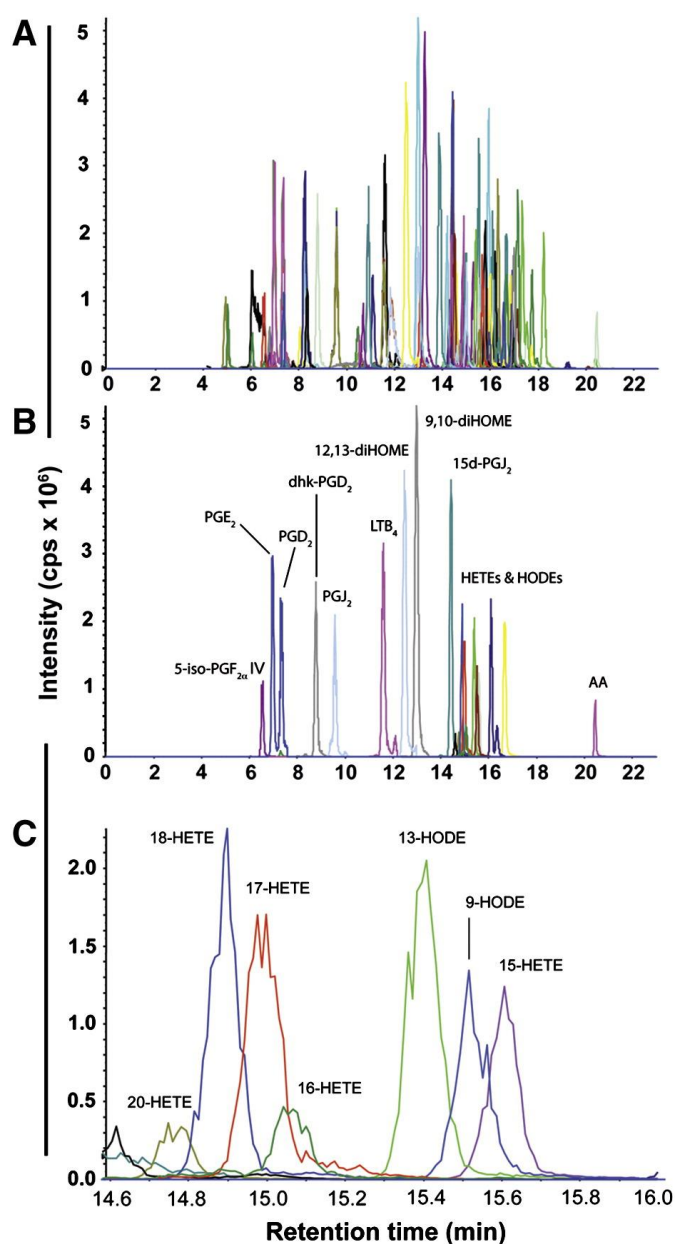 A
5
4
3
2
1
0
0 2 4 6 8 10 12 14 16 18 20 22
B
5
4
3
2
1
0
9,10-diHOME
12,13-diHOME
15d-PGJ₂
dhk-PGD₂
PGE₂
LTB₄
PGD₂
HETEs & HODEs
PGJ₂
5-iso-PGF₂α IV
AA
0 2 4 6 8 10 12 14 16 18 20 22
Intensity (cps x 10⁶)
C
2.0
1.5
1.0
0.5
0.0
18-HETE
13-HODE
17-HETE
9-HODE
15-HETE
16-HETE
20-HETE
14.6 14.8 15.0 15.2 15.4 15.6 15.8 16.0
Retention time (min)